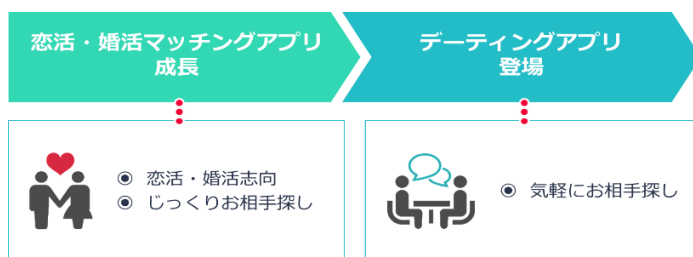 恋活・婚活マッチングアプリ
成長
デーティングアプリ
登場
◉ 恋活・婚活志向
◉ じっくりお相手探し
◉ 気軽にお相手探し